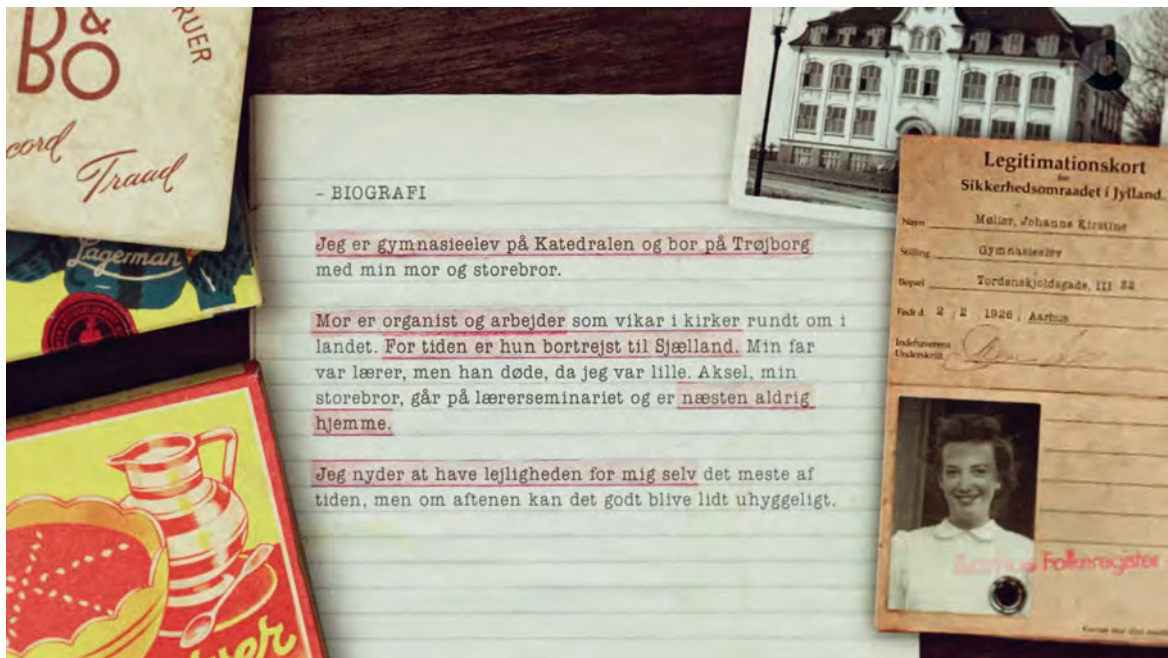 B&O
RUER
cord
Traad
Lagerman
– BIOGRAFI
Jeg er gymnasieelev på Katedralen og bor på Trøjborg
med min mor og storebror.
Mor er organist og arbejder som vikar i kirker rundt om i
landet. For tiden er hun bortrejst til Sjælland. Min far
var lærer, men han døde, da jeg var lille. Aksel, min
storebror, går på lærerseminariet og er næsten aldrig
hjemme.
Jeg nyder at have lejligheden for mig selv det meste af
tiden, men om aftenen kan det godt blive lidt uhyggeligt.
Legitimationskort
for
Sikkerhedsomraadet i Jylland.
Navn Møller, Johanne Kirstine
Stilling Gymnasieelev
Bopæl Tordenskjoldsgade, III 32
Født d. 2 / 2 1926, Aarhus
Indehaverens
Underskrift
Aarhus Folkeregister